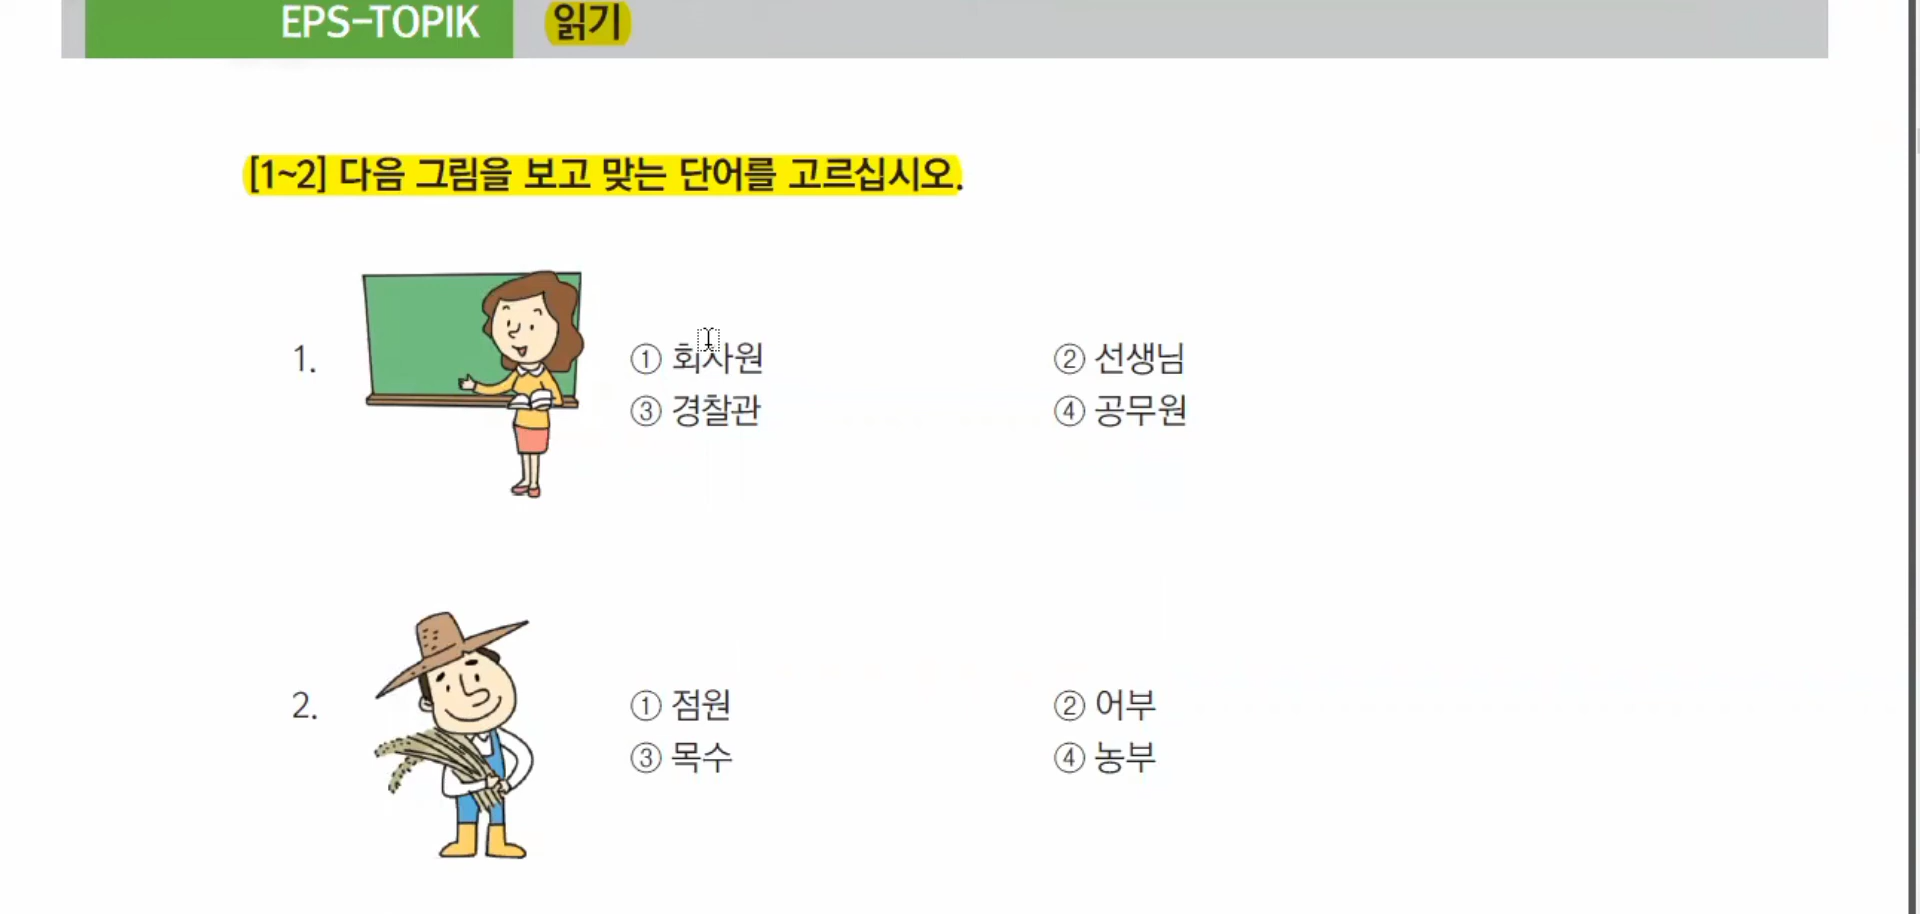 EPS-TOPIK 읽기
[1~2] 다음 그림을 보고 맞는 단어를 고르십시오.
1. ① 회사원 ② 선생님
③ 경찰관 ④ 공무원
2. ① 점원 ② 어부
③ 목수 ④ 농부